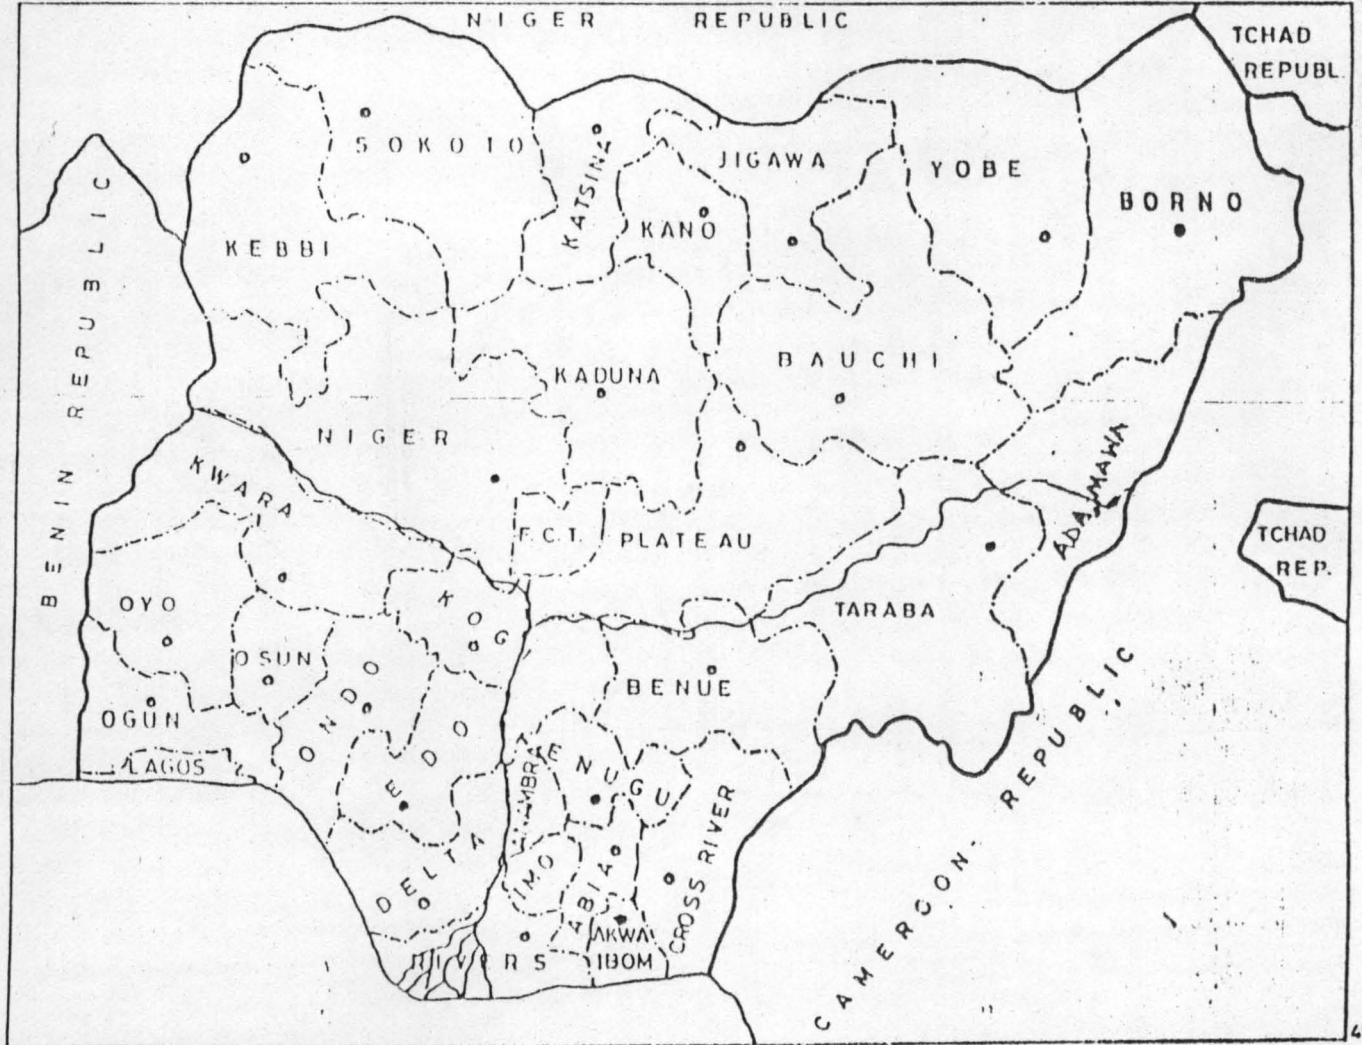 NIGER REPUBLIC
TCHAD
REPUBL.
SOKOTO
KATSINA
JIGAWA
YOBE
BORNO
KEBBI
KANO
BENIN REPUBLIC
BAUCHI
KADUNA
NIGER
KWARA
ADAMAWA
F.C.T.
PLATEAU
TCHAD
REP.
OYO
KOG
TARABA
OSUN
ONDO
BENUE
OGUN
EDO
LAGOS
ENUGU
DELTA
IMO
ABIA
CROSS RIVER
AKWA
IBOM
RIVERS
CAMEROON- REPUBLIC
4